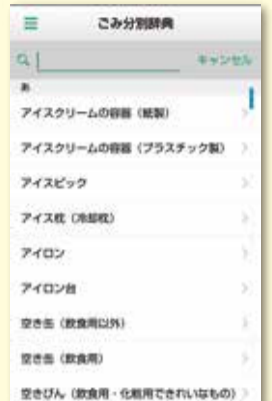 ごみ分別辞典
キャンセル
あ
アイスクリームの容器（紙製）
アイスクリームの容器（プラスチック製）
アイスピック
アイス枕（冷却枕）
アイロン
アイロン台
空き缶（飲食用以外）
空き缶（飲食用）
空きびん（飲食用・化粧用できれいなもの）